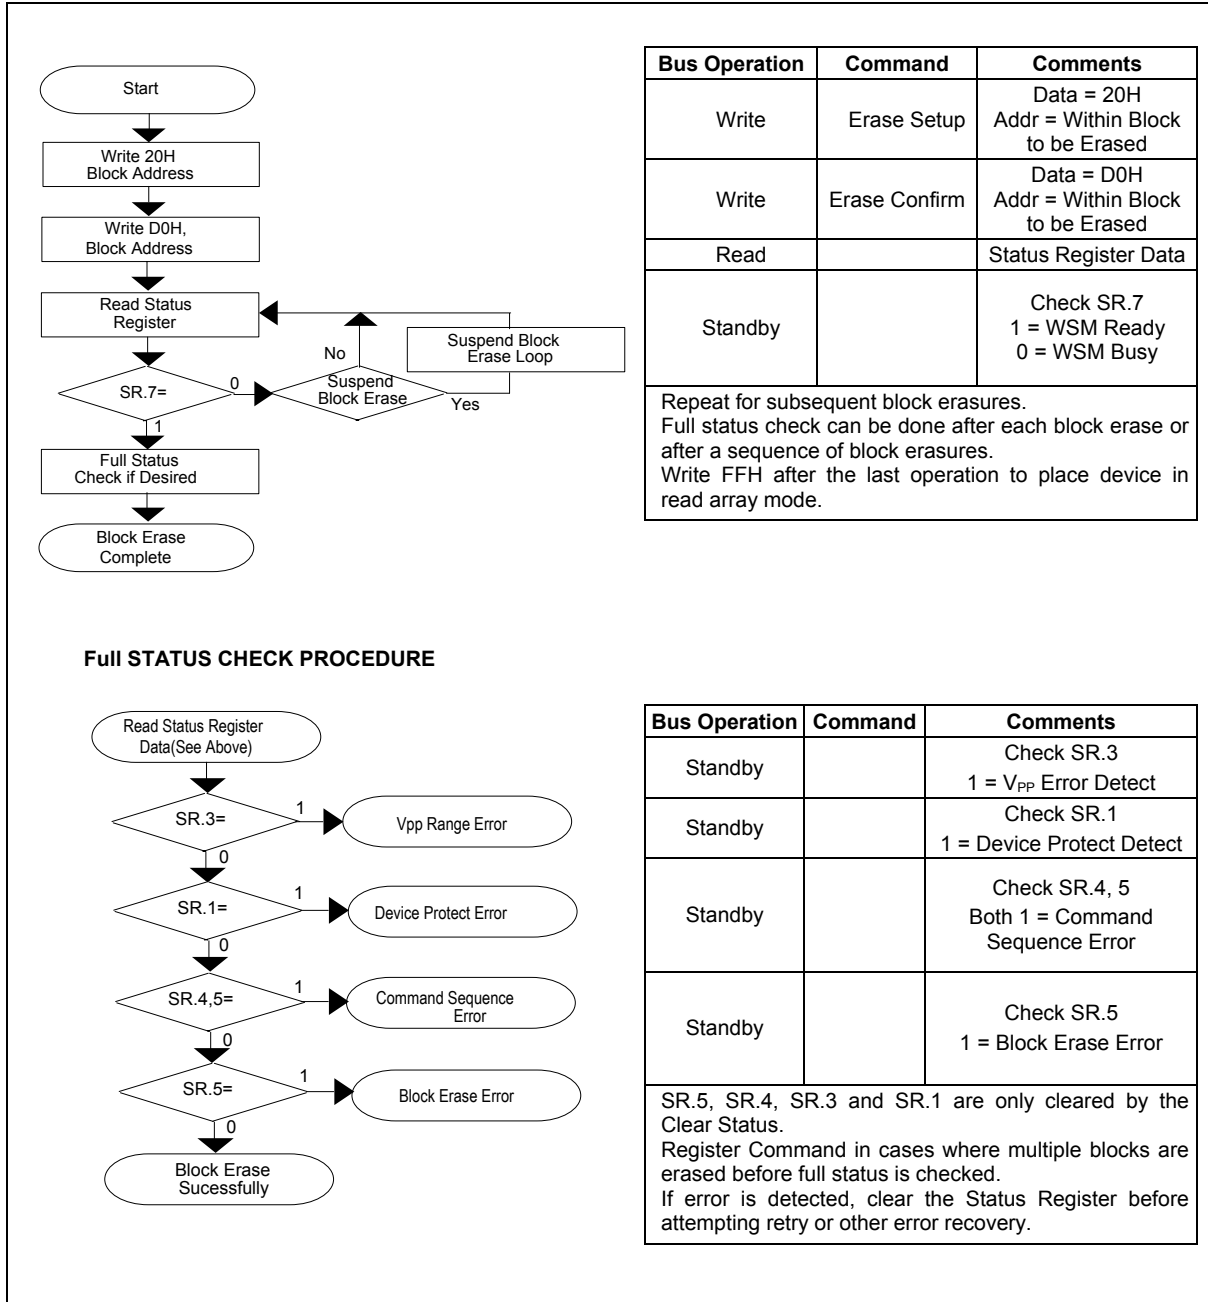 Start
Write 20H
Block Address
Write D0H,
Block Address
Read Status
Register
No
Suspend Block
Erase Loop
SR.7=
0
Suspend
Block Erase
Yes
1
Full Status
Check if Desired
Block Erase
Complete
Bus Operation Command Comments
Write Erase Setup Data = 20H
Addr = Within Block
to be Erased
Write Erase Confirm Data = D0H
Addr = Within Block
to be Erased
Read Status Register Data
Standby Check SR.7
1 = WSM Ready
0 = WSM Busy
Repeat for subsequent block erasures.
Full status check can be done after each block erase or
after a sequence of block erasures.
Write FFH after the last operation to place device in
read array mode.
Full STATUS CHECK PROCEDURE
Read Status Register
Data(See Above)
SR.3=
1
Vpp Range Error
0
SR.1=
1
Device Protect Error
0
SR.4,5=
1
Command Sequence
Error
0
SR.5=
1
Block Erase Error
0
Block Erase
Sucessfully
Bus Operation Command Comments
Standby Check SR.3
1 = VPP Error Detect
Standby Check SR.1
1 = Device Protect Detect
Standby Check SR.4, 5
Both 1 = Command
Sequence Error
Standby Check SR.5
1 = Block Erase Error
SR.5, SR.4, SR.3 and SR.1 are only cleared by the
Clear Status.
Register Command in cases where multiple blocks are
erased before full status is checked.
If error is detected, clear the Status Register before
attempting retry or other error recovery.